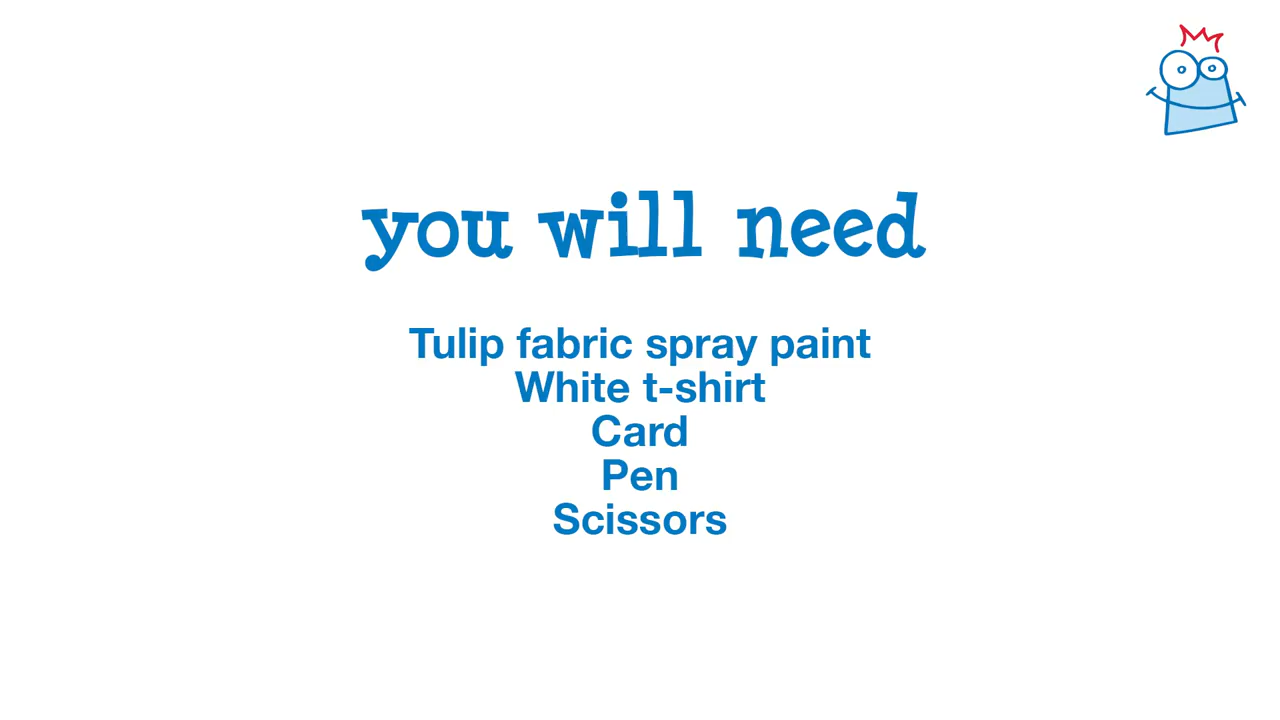 you will need
Tulip fabric spray paint
White t-shirt
Card
Pen
Scissors